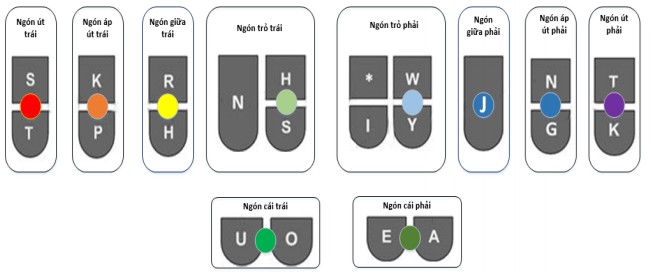 Ngón út trái
S
T
Ngón áp út trái
K
P
Ngón giữa trái
R
H
Ngón trỏ trái
N
H
S
Ngón trỏ phải
*
W
I
Y
Ngón giữa phải
J
Ngón áp út phải
N
G
Ngón út phải
T
K
Ngón cái trái
U O
Ngón cái phải
E A